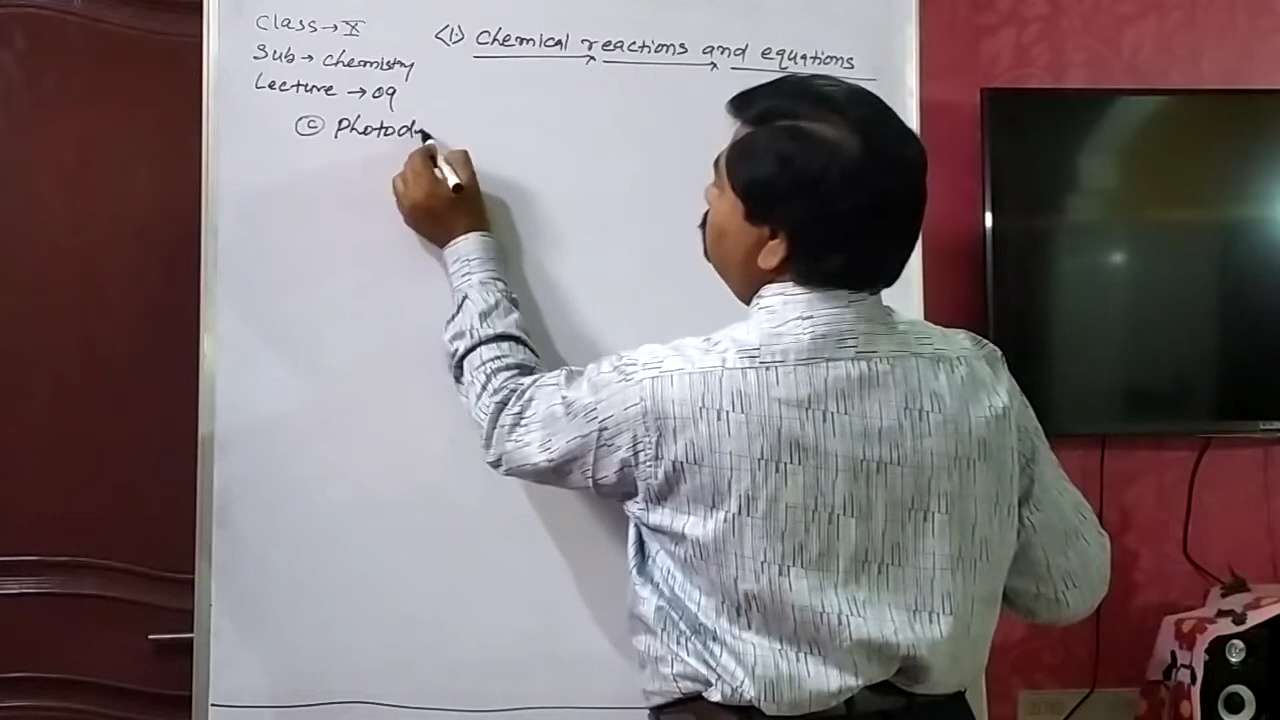 Class→X
Sub→chemistry
Lecture →09
<1.> Chemical reactions and equations
(c) Photod